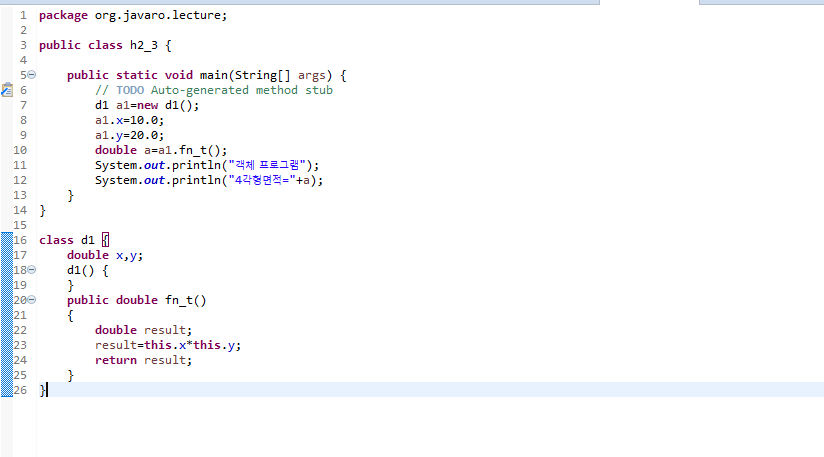 1 package org.javaro.lecture;
2
3 public class h2_3 {
4
5     public static void main(String[] args) {
6         // TODO Auto-generated method stub
7         d1 a1=new d1();
8         a1.x=10.0;
9         a1.y=20.0;
10         double a=a1.fn_t();
11         System.out.println("객체 프로그램");
12         System.out.println("4각형면적="+a);
13     }
14 }
15
16 class d1 {
17     double x,y;
18     d1() {
19     }
20     public double fn_t()
21     {
22         double result;
23         result=this.x*this.y;
24         return result;
25     }
26 }